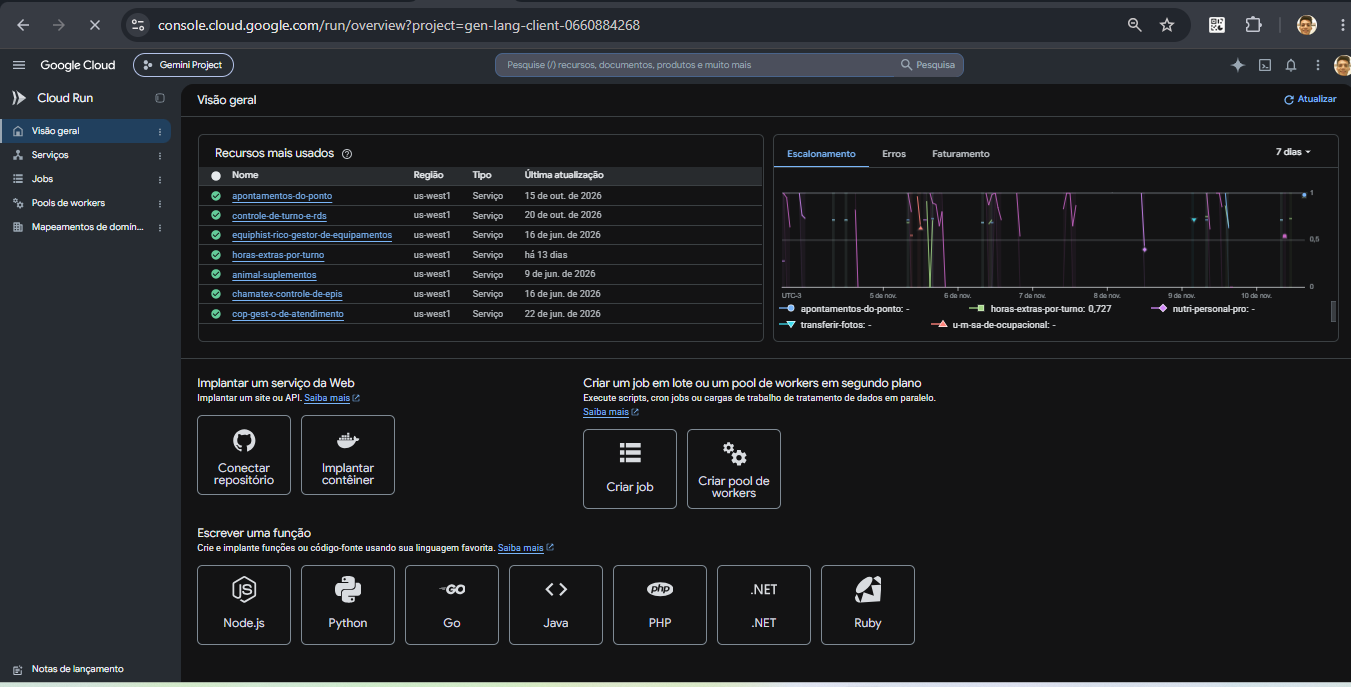 console.cloud.google.com/run/overview?project=gen-lang-client-0660884268
Google Cloud
Gemini Project
Pesquise (/) recursos, documentos, produtos e muito mais
Pesquisa
Cloud Run
Visão geral
Atualizar
Visão geral
Serviços
Jobs
Pools de workers
Mapeamentos de domín...
Notas de lançamento
Recursos mais usados
Nome Região Tipo Última atualização
apontamentos-do-ponto us-west1 Serviço 15 de out. de 2026
controle-de-turno-e-rds us-west1 Serviço 20 de out. de 2026
equiphist-rico-gestor-de-equipamentos us-west1 Serviço 16 de jun. de 2026
horas-extras-por-turno us-west1 Serviço há 13 dias
animal-suplementos us-west1 Serviço 9 de jun. de 2026
chamatex-controle-de-epis us-west1 Serviço 16 de jun. de 2026
cop-gest-o-de-atendimento us-west1 Serviço 22 de jun. de 2026
Escalonamento Erros Faturamento 7 dias
1
0,5
0
UTC-3 5 de nov. 6 de nov. 7 de nov. 8 de nov. 9 de nov. 10 de nov.
apontamentos-do-ponto: - horas-extras-por-turno: 0,727 nutri-personal-pro: -
transferir-fotos: - u-m-sa-de-ocupacional: -
Implantar um serviço da Web
Implantar um site ou API. Saiba mais
Conectar
repositório
Implantar
contêiner
Criar um job em lote ou um pool de workers em segundo plano
Execute scripts, cron jobs ou cargas de trabalho de tratamento de dados em paralelo.
Saiba mais
Criar job
Criar pool de
workers
Escrever uma função
Crie e implante funções ou código-fonte usando sua linguagem favorita. Saiba mais
JS
GO
php
.NET
Node.js
Python
Go
Java
PHP
.NET
Ruby